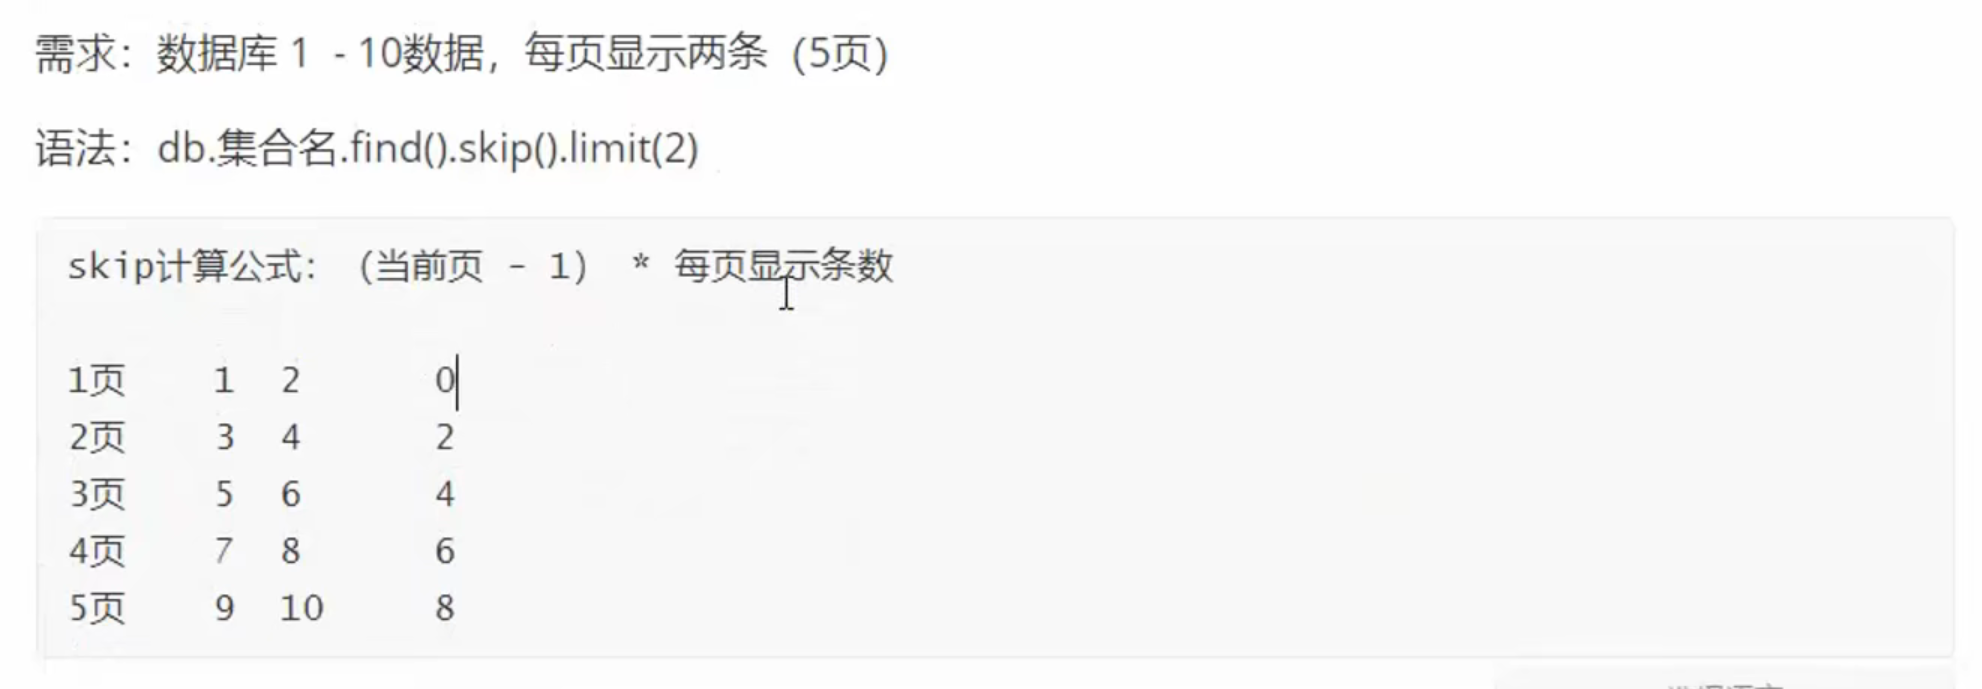 需求：数据库 1 - 10数据，每页显示两条（5页）
语法：db.集合名.find().skip().limit(2)
skip计算公式：（当前页 - 1） * 每页显示条数
1页 1 2 0
2页 3 4 2
3页 5 6 4
4页 7 8 6
5页 9 10 8